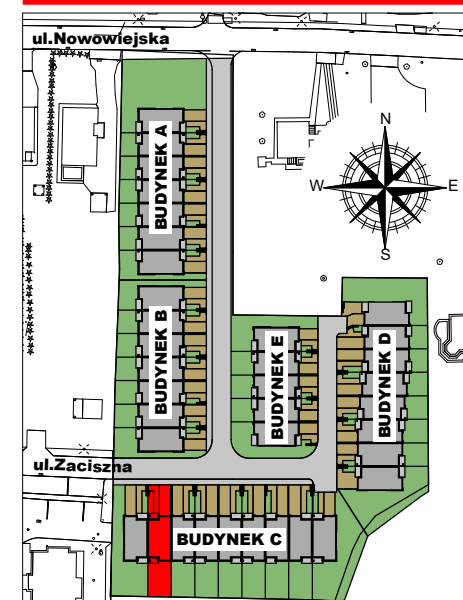 ul.Nowowiejska
BUDYNEK A
N
W
E
S
BUDYNEK B
BUDYNEK E
BUDYNEK D
ul.Zaciszna
BUDYNEK C